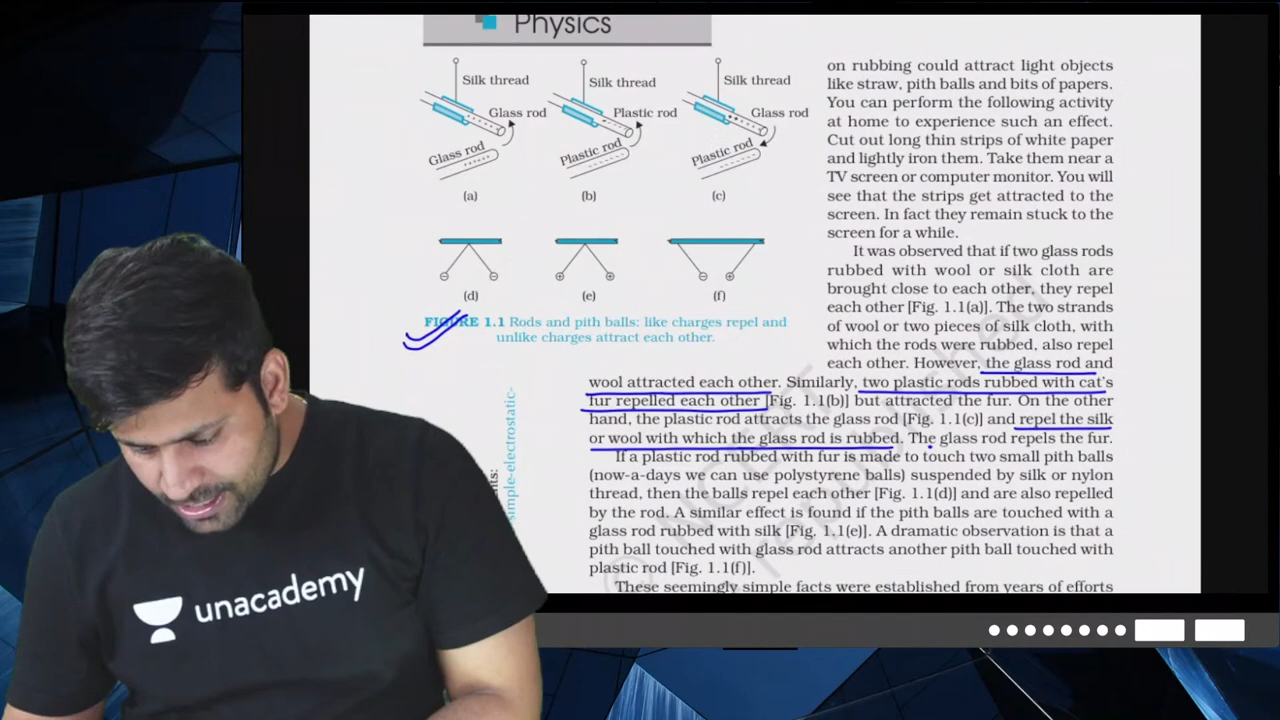 Physics
Silk thread
Silk thread
Silk thread
Glass rod
Plastic rod
Glass rod
Glass rod
Plastic rod
Plastic rod
(a)
(b)
(c)
(d)
(e)
(f)
FIGURE 1.1 Rods and pith balls: like charges repel and
unlike charges attract each other.
on rubbing could attract light objects
like straw, pith balls and bits of papers.
You can perform the following activity
at home to experience such an effect.
Cut out long thin strips of white paper
and lightly iron them. Take them near a
TV screen or computer monitor. You will
see that the strips get attracted to the
screen. In fact they remain stuck to the
screen for a while.
It was observed that if two glass rods
rubbed with wool or silk cloth are
brought close to each other, they repel
each other [Fig. 1.1(a)]. The two strands
of wool or two pieces of silk cloth, with
which the rods were rubbed, also repel
each other. However, the glass rod and
wool attracted each other. Similarly, two plastic rods rubbed with cat's
fur repelled each other [Fig. 1.1(b)] but attracted the fur. On the other
hand, the plastic rod attracts the glass rod [Fig. 1.1(c)] and repel the silk
or wool with which the glass rod is rubbed. The glass rod repels the fur.
If a plastic rod rubbed with fur is made to touch two small pith balls
(now-a-days we can use polystyrene balls) suspended by silk or nylon
thread, then the balls repel each other [Fig. 1.1(d)] and are also repelled
by the rod. A similar effect is found if the pith balls are touched with a
glass rod rubbed with silk [Fig. 1.1(e)]. A dramatic observation is that a
pith ball touched with glass rod attracts another pith ball touched with
plastic rod [Fig. 1.1(f)].
These seemingly simple facts were established from years of efforts
simple-electrostatic-
unacademy